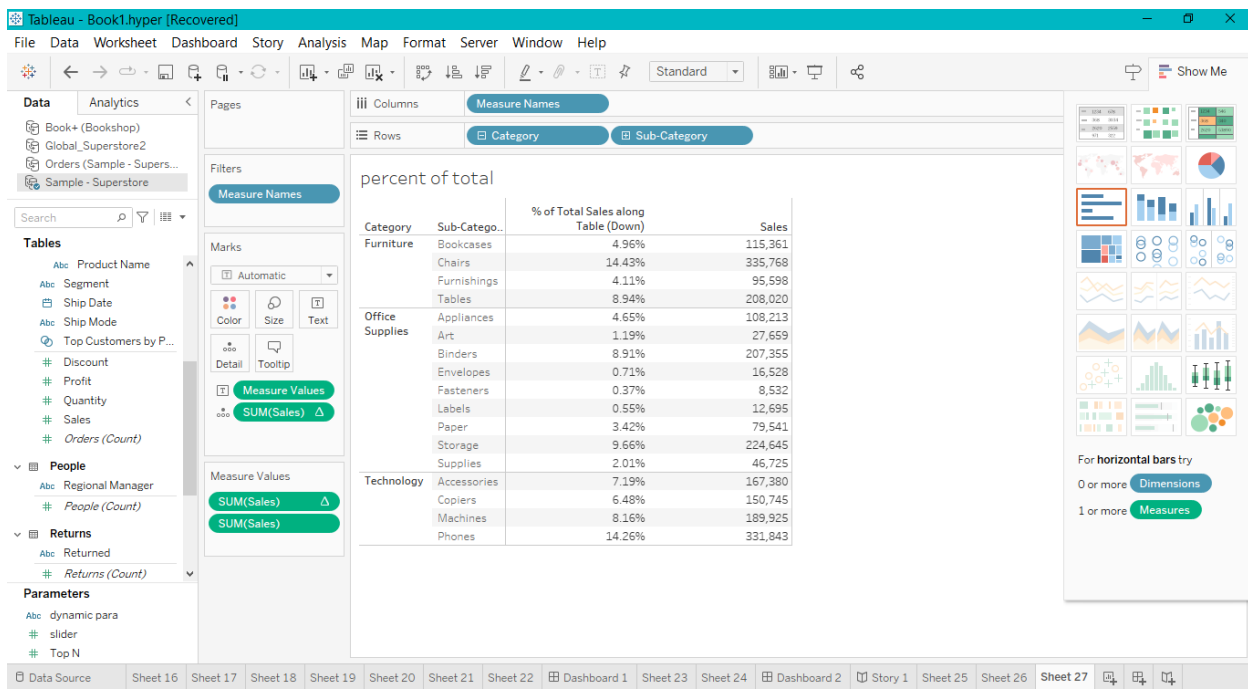 Tableau - Book1.hyper [Recovered]
File Data Worksheet Dashboard Story Analysis Map Format Server Window Help
Standard
Show Me
Data Analytics
Book+ (Bookshop)
Global_Superstore2
Orders (Sample - Supers...
Sample - Superstore
Search
Tables
Abc Product Name
Abc Segment
Ship Date
Abc Ship Mode
Top Customers by P...
# Discount
# Profit
# Quantity
# Sales
# Orders (Count)
People
Abc Regional Manager
# People (Count)
Returns
Abc Returned
# Returns (Count)
Parameters
Abc dynamic para
# slider
# Top N
Pages
Filters
Measure Names
Marks
Automatic
Color Size Text
Detail Tooltip
Measure Values
SUM(Sales) Δ
Measure Values
SUM(Sales) Δ
SUM(Sales)
Columns Measure Names
Rows Category Sub-Category
percent of total
% of Total Sales along
Category Sub-Catego.. Table (Down) Sales
Furniture Bookcases 4.96% 115,361
Chairs 14.43% 335,768
Furnishings 4.11% 95,598
Tables 8.94% 208,020
Office Appliances 4.65% 108,213
Supplies Art 1.19% 27,659
Binders 8.91% 207,355
Envelopes 0.71% 16,528
Fasteners 0.37% 8,532
Labels 0.55% 12,695
Paper 3.42% 79,541
Storage 9.66% 224,645
Supplies 2.01% 46,725
Technology Accessories 7.19% 167,380
Copiers 6.48% 150,745
Machines 8.16% 189,925
Phones 14.26% 331,843
For horizontal bars try
0 or more Dimensions
1 or more Measures
Data Source Sheet 16 Sheet 17 Sheet 18 Sheet 19 Sheet 20 Sheet 21 Sheet 22 Dashboard 1 Sheet 23 Sheet 24 Dashboard 2 Story 1 Sheet 25 Sheet 26 Sheet 27